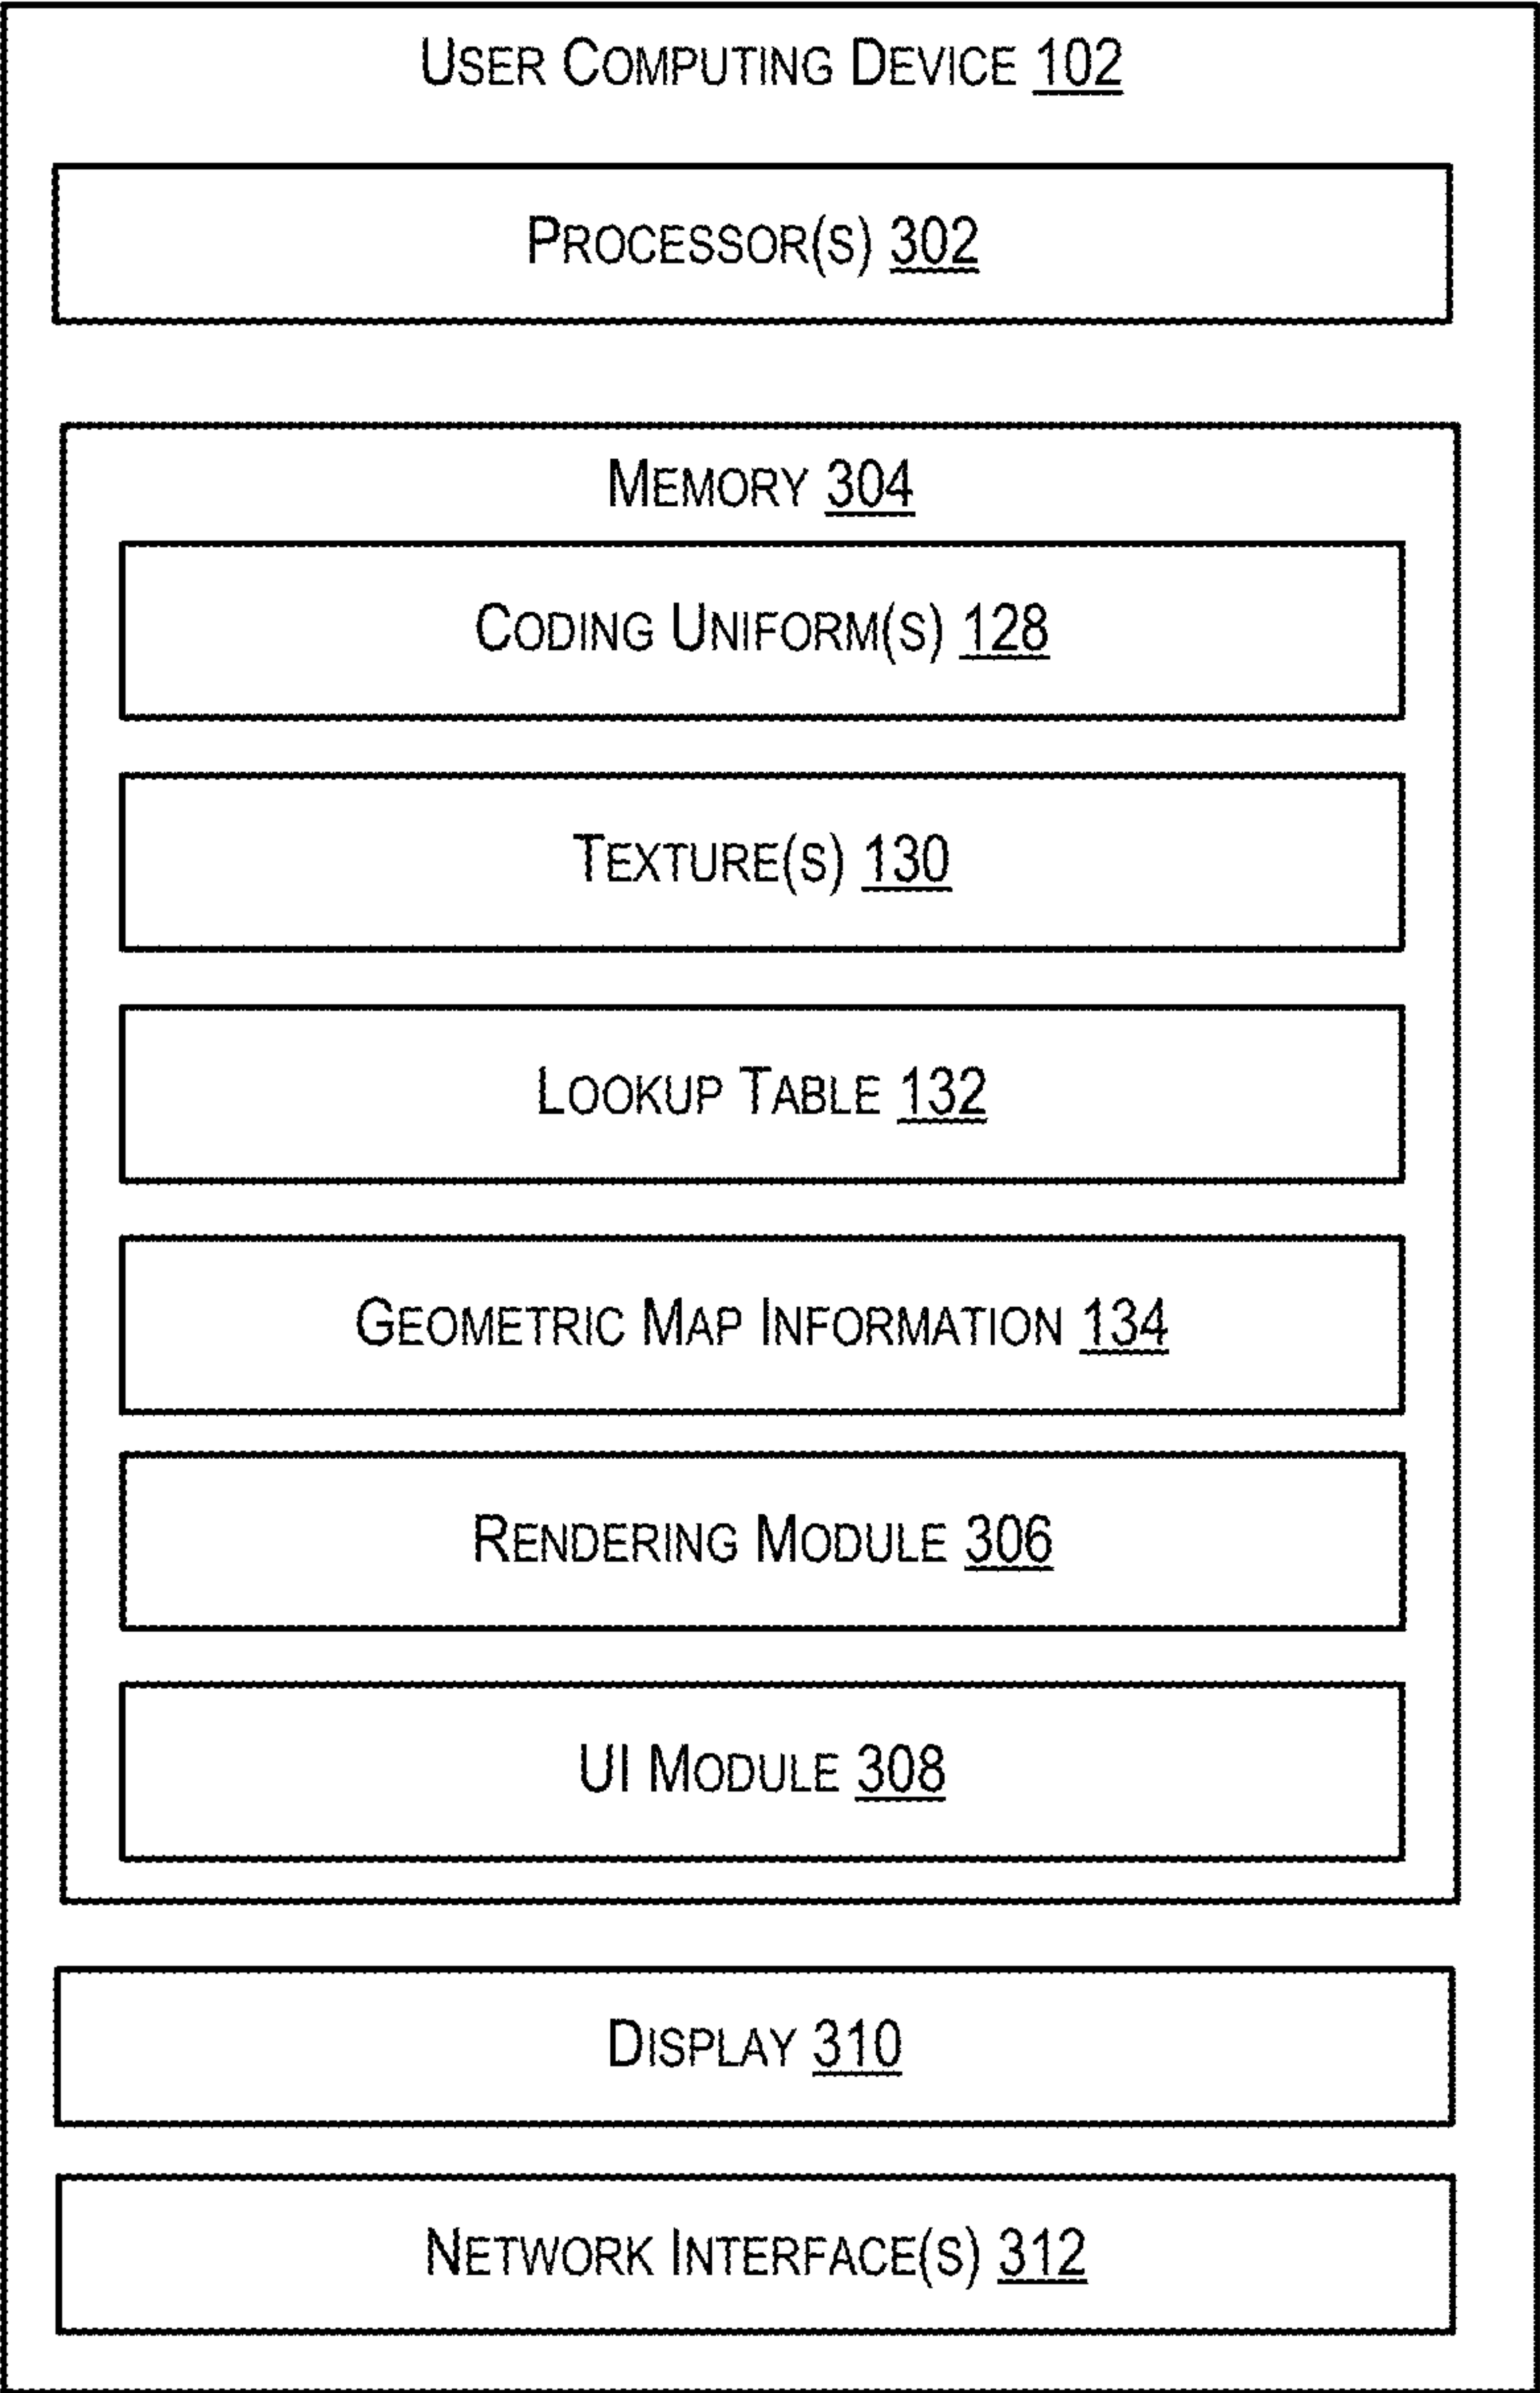 User Computing Device 102
Processor(s) 302
Memory 304
Coding Uniform(s) 128
Texture(s) 130
Lookup Table 132
Geometric Map Information 134
Rendering Module 306
UI Module 308
Display 310
Network Interface(s) 312